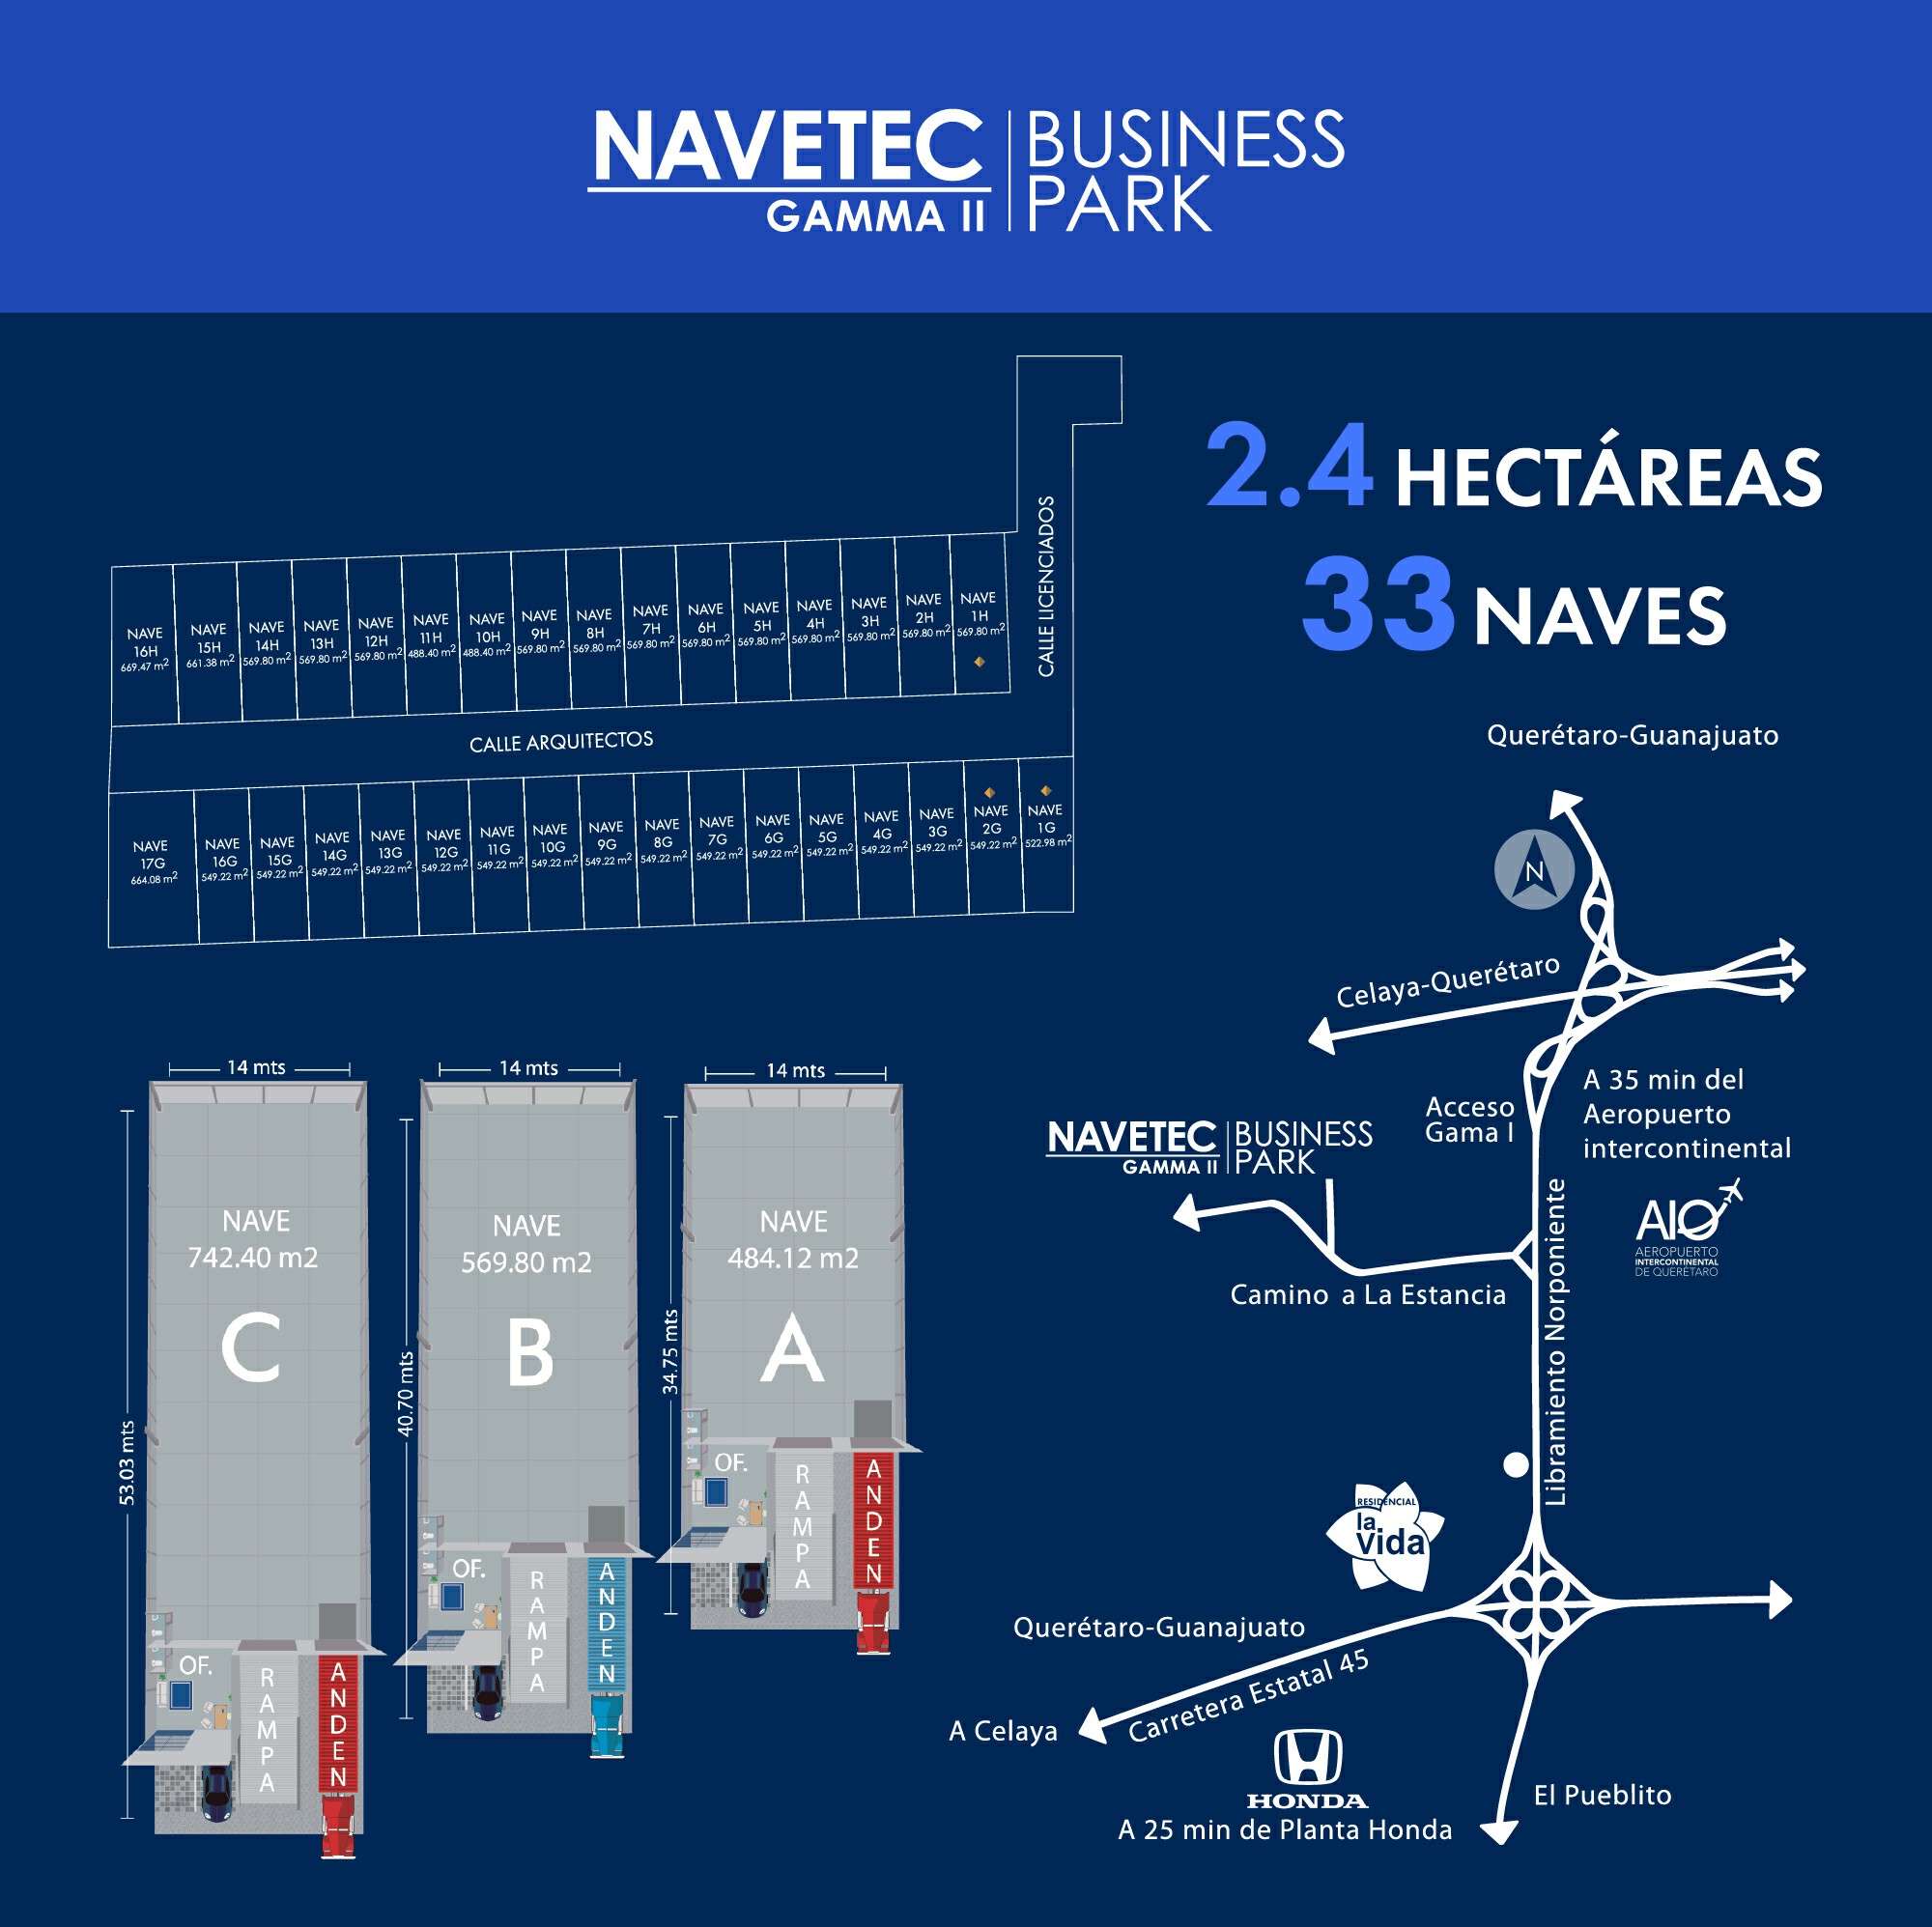 NAVETEC
GAMMA II
BUSINESS
PARK
2.4 HECTÁREAS
33 NAVES
CALLE LICENCIADOS
NAVE
16H
669.47 m2
NAVE
15H
661.38 m2
NAVE
14H
569.80 m2
NAVE
13H
569.80 m2
NAVE
12H
569.80 m2
NAVE
11H
488.40 m2
NAVE
10H
488.40 m2
NAVE
9H
569.80 m2
NAVE
8H
569.80 m2
NAVE
7H
569.80 m2
NAVE
6H
569.80 m2
NAVE
5H
569.80 m2
NAVE
4H
569.80 m2
NAVE
3H
569.80 m2
NAVE
2H
569.80 m2
NAVE
1H
569.80 m2
CALLE ARQUITECTOS
NAVE
17G
664.08 m2
NAVE
16G
549.22 m2
NAVE
15G
549.22 m2
NAVE
14G
549.22 m2
NAVE
13G
549.22 m2
NAVE
12G
549.22 m2
NAVE
11G
549.22 m2
NAVE
10G
549.22 m2
NAVE
9G
549.22 m2
NAVE
8G
549.22 m2
NAVE
7G
549.22 m2
NAVE
6G
549.22 m2
NAVE
5G
549.22 m2
NAVE
4G
549.22 m2
NAVE
3G
549.22 m2
NAVE
2G
549.22 m2
NAVE
1G
522.98 m2
14 mts
53.03 mts
NAVE
742.40 m2
C
OF.
RAMPA
ANDEN
14 mts
40.70 mts
NAVE
569.80 m2
B
OF.
RAMPA
ANDEN
14 mts
34.75 mts
NAVE
484.12 m2
A
OF.
RAMPA
ANDEN
Querétaro-Guanajuato
N
Celaya-Querétaro
A 35 min del
Aeropuerto
intercontinental
Acceso
Gama I
NAVETEC
GAMMA II
BUSINESS
PARK
AIQ
AEROPUERTO
INTERCONTINENTAL
DE QUERÉTARO
Camino a La Estancia
Libramiento Norponiente
RESIDENCIAL
la
Vida
Querétaro-Guanajuato
Carretera Estatal 45
A Celaya
HONDA
A 25 min de Planta Honda
El Pueblito